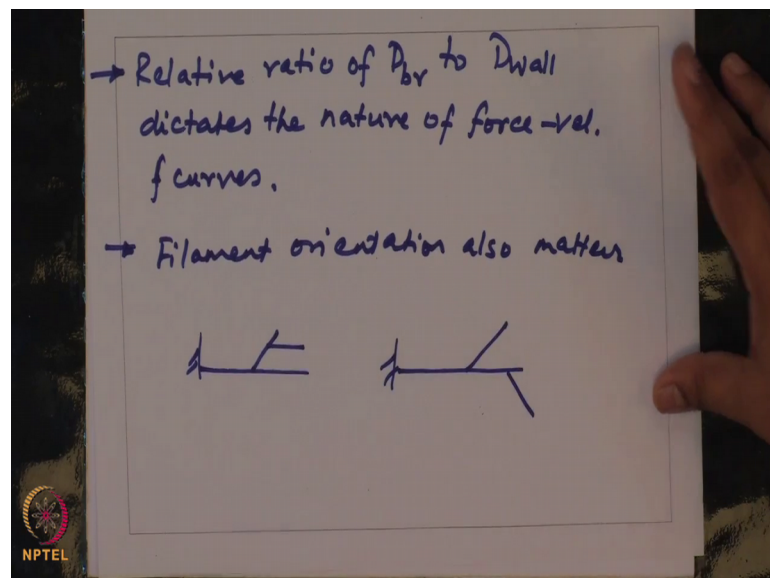 → Relative ratio of Dbr to Dwall
dictates the nature of force-vel.
f curves.
→ Filament orientation also matters
NPTEL